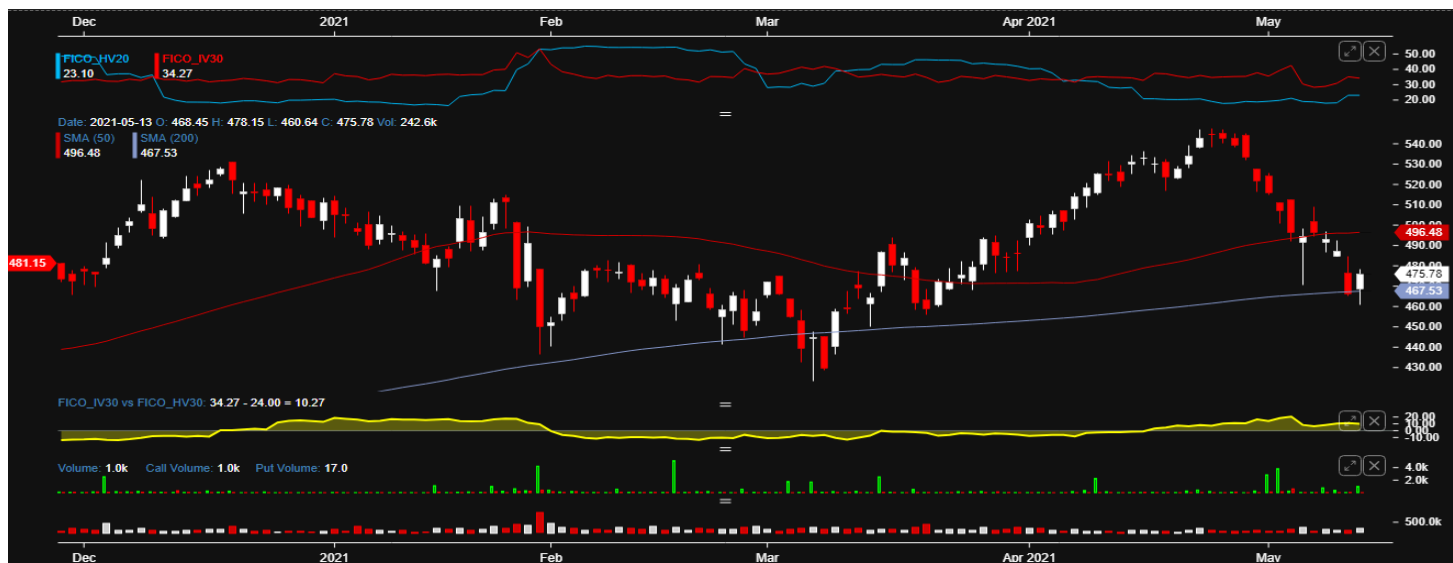 Dec 2021 Feb Mar Apr 2021 May
FICO_HV20 FICO_IV30
23.10 34.27
50.00
40.00
30.00
20.00
Date: 2021-05-13 O: 468.45 H: 478.15 L: 460.64 C: 475.78 Vol: 242.6k
SMA (50) SMA (200)
496.48 467.53
540.00
530.00
520.00
510.00
496.48
490.00
481.15
480.00
475.78
467.53
460.00
450.00
440.00
430.00
FICO_IV30 vs FICO_HV30: 34.27 - 24.00 = 10.27
20.00
10.00
0.00
-10.00
Volume: 1.0k Call Volume: 1.0k Put Volume: 17.0
4.0k
2.0k
500.0k
Dec 2021 Feb Mar Apr 2021 May